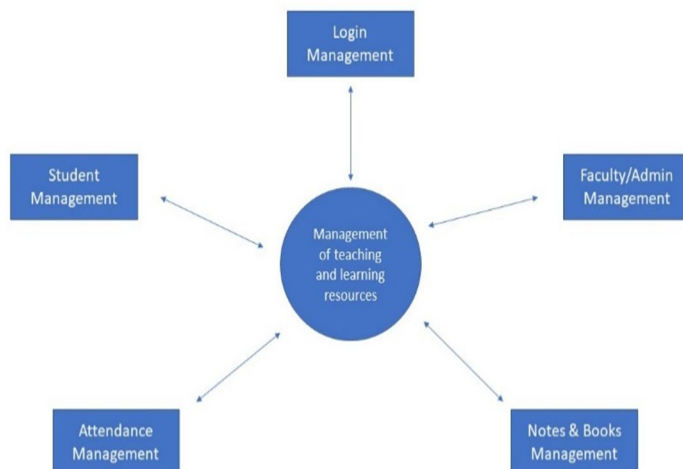 Login
Management
Student
Management
Faculty/Admin
Management
Management
of teaching
and learning
resources
Attendance
Management
Notes & Books
Management